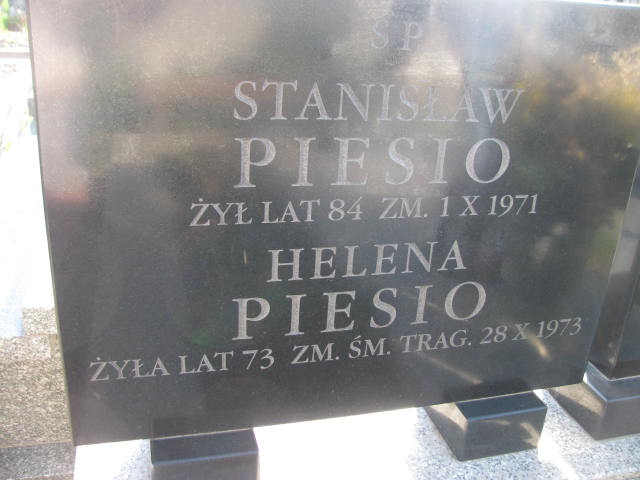 ŚP
STANISŁAW
PIESIO
ŻYŁ LAT 84 ZM. 1 X 1971
HELENA
PIESIO
ŻYŁA LAT 73 ZM. ŚM. TRAG. 28 X 1973